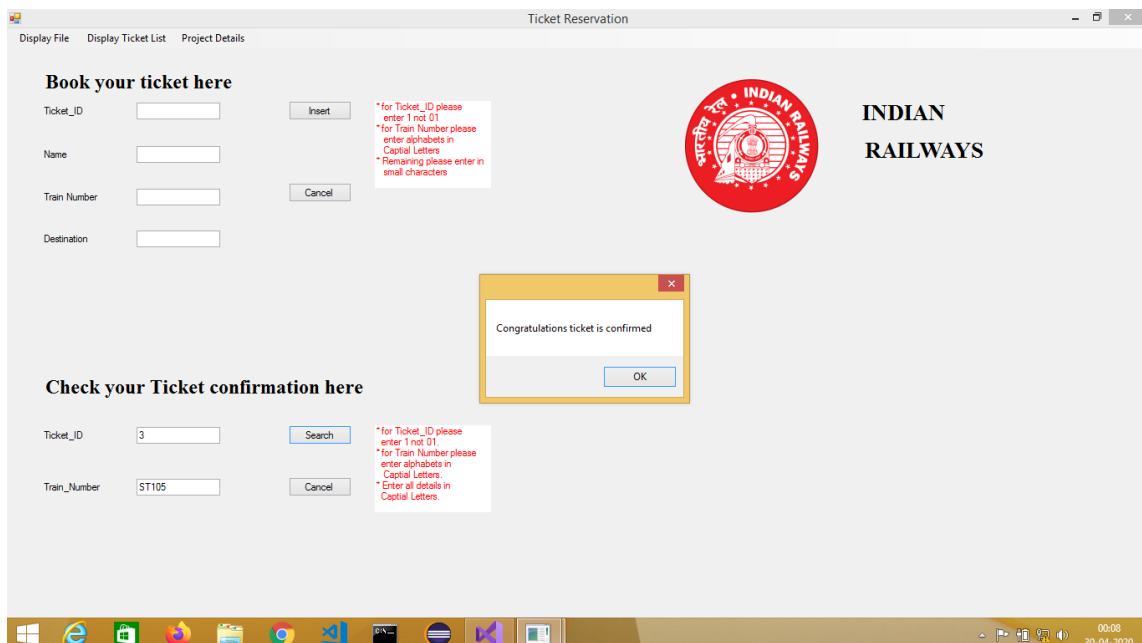 Ticket Reservation
Display File Display Ticket List Project Details
Book your ticket here
Ticket_ID
Insert
Name
Train Number
Cancel
Destination
* for Ticket_ID please
enter 1 not 01
* for Train Number please
enter alphabets in
Captial Letters
* Remaining please enter in
small characters
भारतीय रेल • INDIAN RAILWAYS
INDIAN
RAILWAYS
Congratulations ticket is confirmed
OK
Check your Ticket confirmation here
Ticket_ID
3
Search
Train_Number
ST105
Cancel
* for Ticket_ID please
enter 1 not 01.
* for Train Number please
enter alphabets in
Captial Letters.
* Enter all details in
Captial Letters.
00:08
30-04-2020